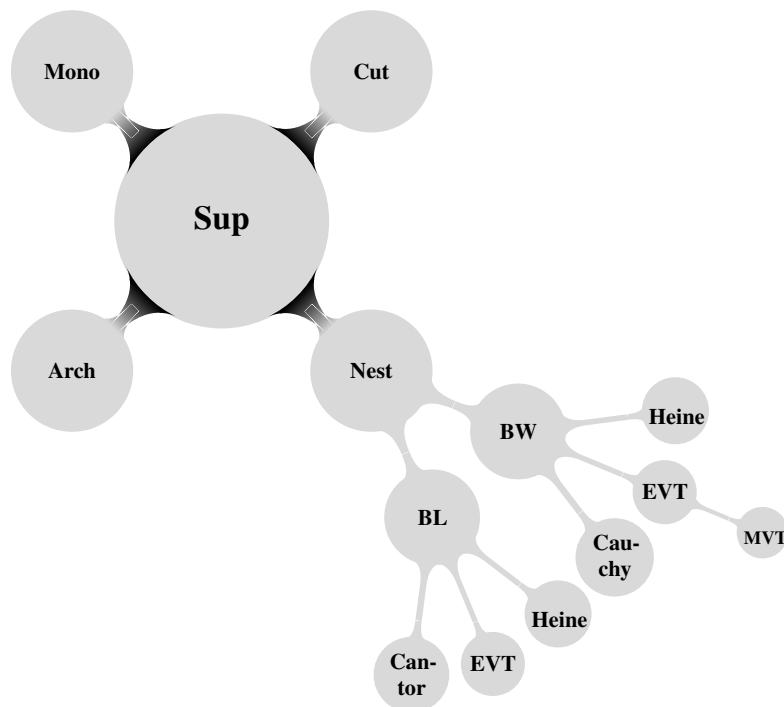 Mono
Cut
Sup
Arch
Nest
BW
Heine
EVT
MVT
Cau-
chy
BL
Heine
EVT
Can-
tor